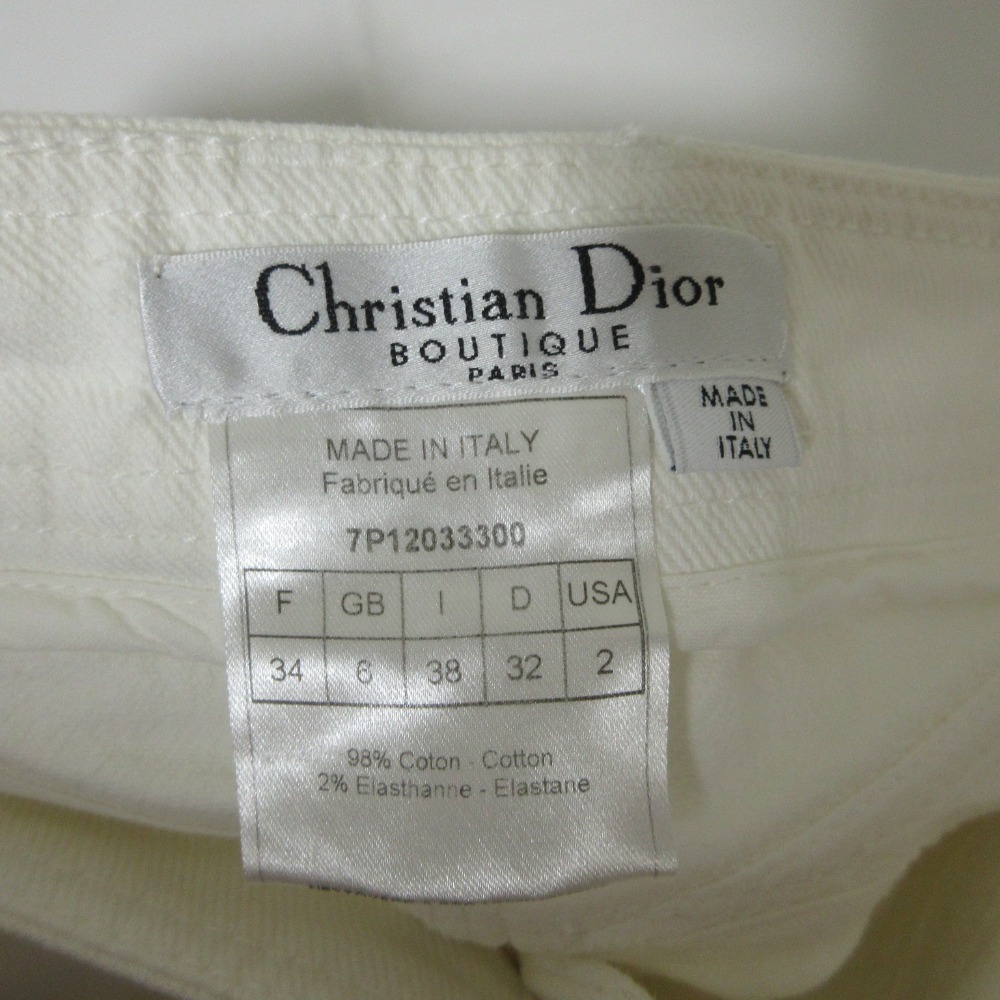 Christian Dior
BOUTIQUE
PARIS
MADE
IN
ITALY
MADE IN ITALY
Fabriqué en Italie
7P12033300
F GB I D USA
34 6 38 32 2
98% Coton - Cotton
2% Elasthanne - Elastane